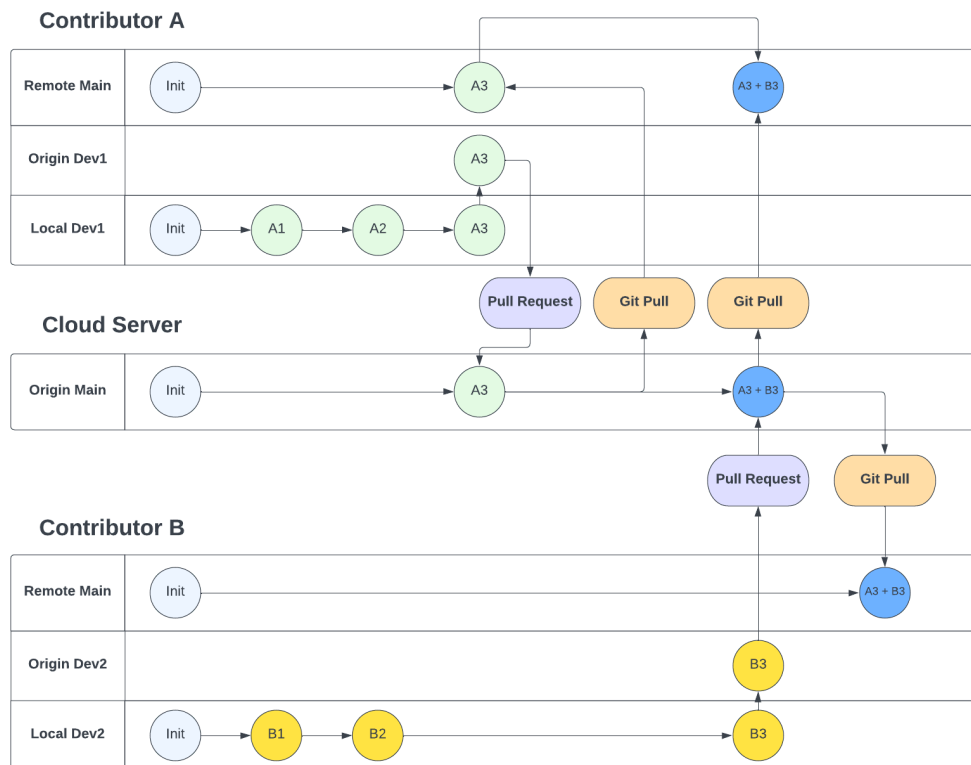 Contributor A
Remote Main
Init
A3
A3 + B3
Origin Dev1
A3
Local Dev1
Init
A1
A2
A3
Pull Request
Git Pull
Git Pull
Cloud Server
Origin Main
Init
A3
A3 + B3
Pull Request
Git Pull
Contributor B
Remote Main
Init
A3 + B3
Origin Dev2
B3
Local Dev2
Init
B1
B2
B3